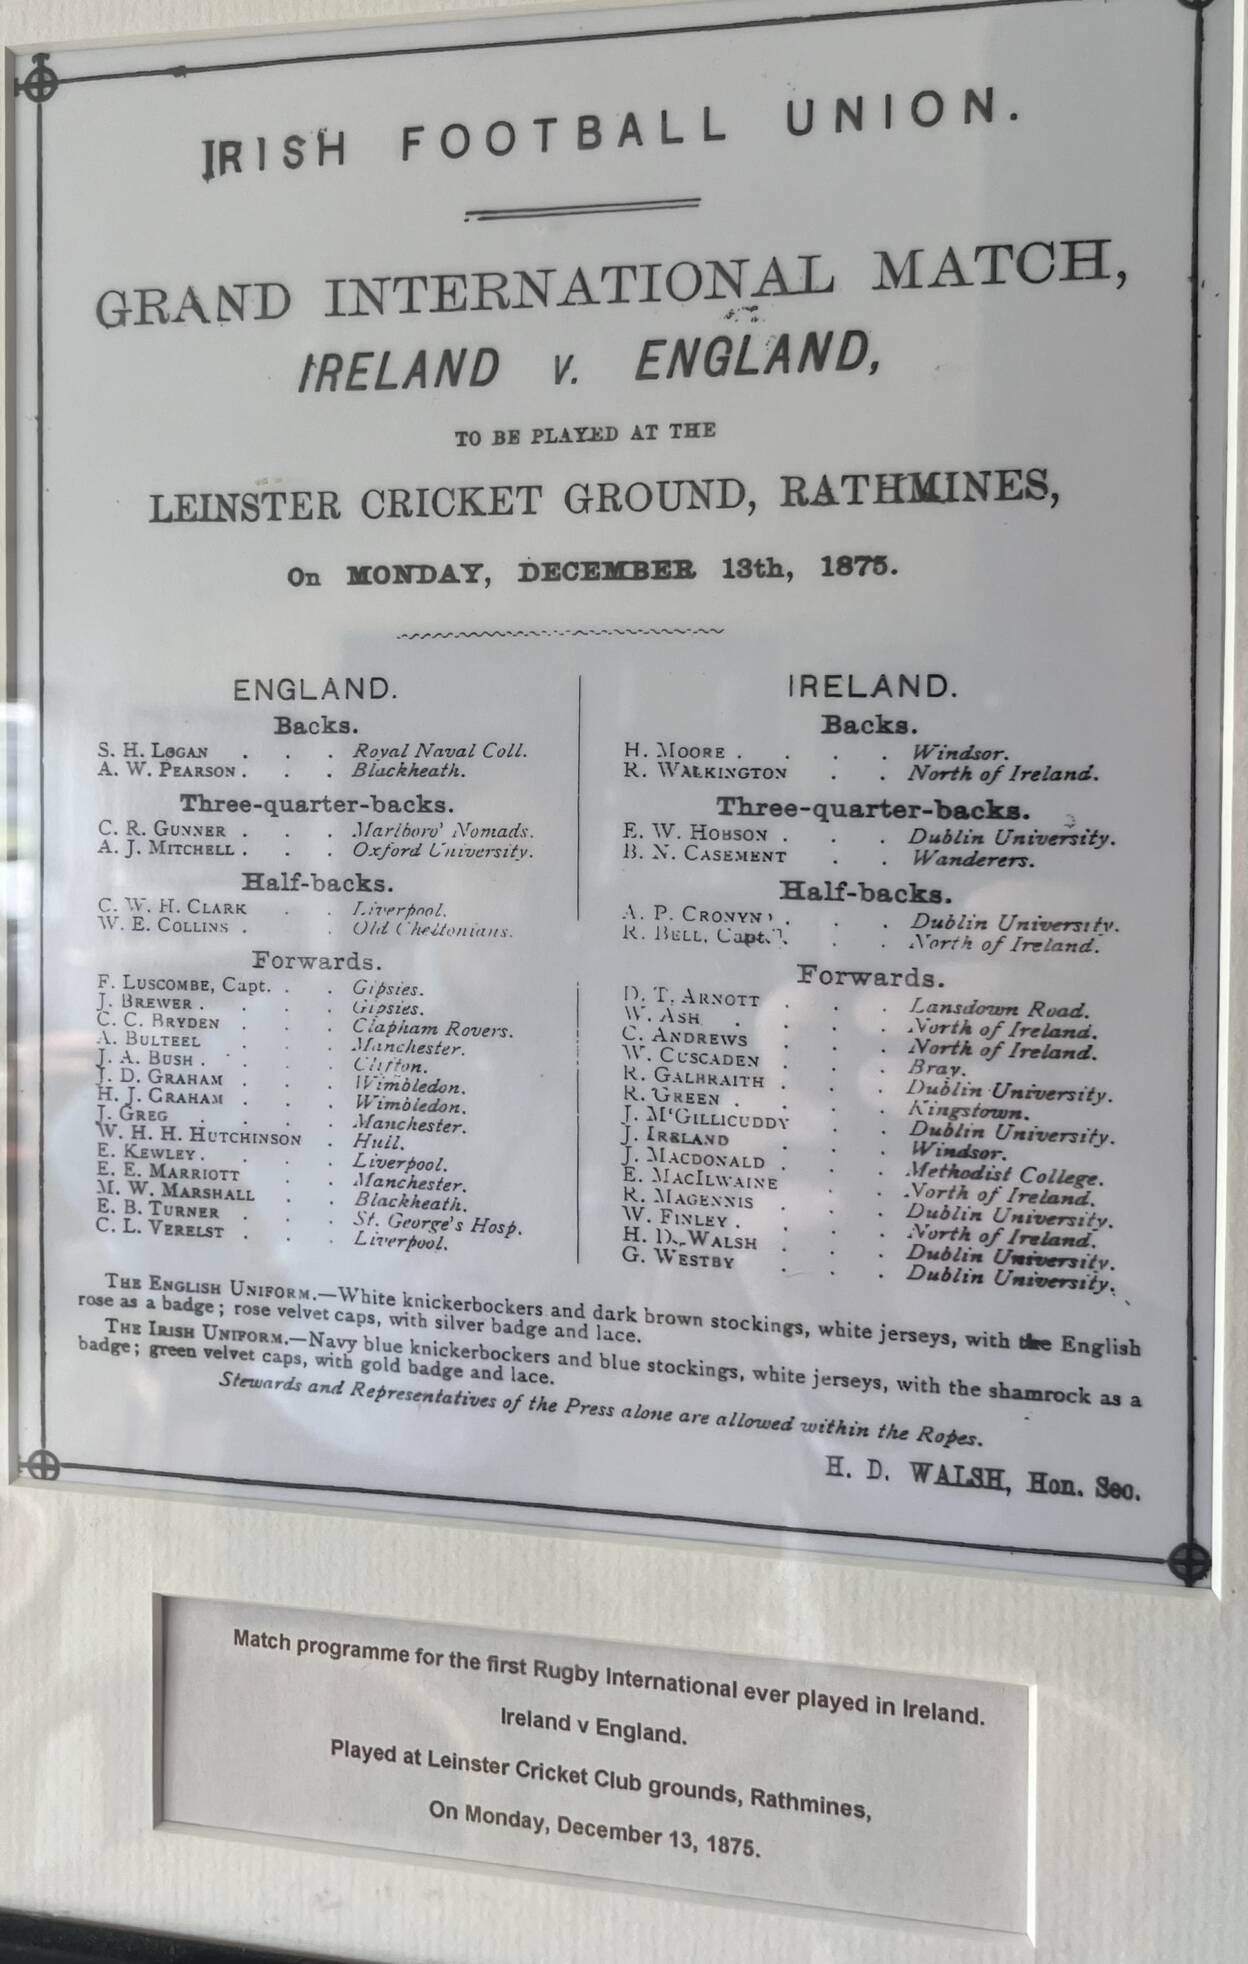 IRISH FOOTBALL UNION.
GRAND INTERNATIONAL MATCH,
IRELAND v. ENGLAND,
TO BE PLAYED AT THE
LEINSTER CRICKET GROUND, RATHMINES,
On MONDAY, DECEMBER 13th, 1875.
ENGLAND.
Backs.
S. H. LOGAN . . . Royal Naval Coll.
A. W. PEARSON . . . Blackheath.
Three-quarter-backs.
C. R. GUNNER . . . Marlboro' Nomads.
A. J. MITCHELL . . . Oxford University.
Half-backs.
C. W. H. CLARK . . Liverpool.
W. E. COLLINS . . Old Cheltonians.
Forwards.
F. LUSCOMBE, Capt. . . Gipsies.
J. BREWER . . . . Gipsies.
C. C. BRYDEN . . . Clapham Rovers.
A. BULTEEL . . . Manchester.
J. A. BUSH . . . . Clifton.
J. D. GRAHAM . . . Wimbledon.
H. J. GRAHAM . . . Wimbledon.
J. GREG . . . . Manchester.
W. H. H. HUTCHINSON . Hull.
E. KEWLEY . . . . Liverpool.
E. E. MARRIOTT . . Manchester.
M. W. MARSHALL . . Blackheath.
E. B. TURNER . . . St. George's Hosp.
C. L. VERELST . . . Liverpool.
IRELAND.
Backs.
H. MOORE . . . . Windsor.
R. WALKINGTON . . North of Ireland.
Three-quarter-backs.
E. W. HOBSON . . . Dublin University.
B. N. CASEMENT . . Wanderers.
Half-backs.
A. P. CRONYN . . . Dublin University.
R. BELL, Capt. . . North of Ireland.
Forwards.
D. T. ARNOTT . . . Lansdown Road.
W. ASH . . . . North of Ireland.
C. ANDREWS . . . North of Ireland.
W. CUSCADEN . . . Bray.
R. GALBRAITH . . . Dublin University.
R. GREEN . . . . Kingstown.
J. M'GILLICUDDY . . Dublin University.
J. IRELAND . . . Windsor.
J. MACDONALD . . . Methodist College.
E. MACILWAINE . . North of Ireland.
R. MAGENNIS . . . Dublin University.
W. FINLEY . . . . North of Ireland.
H. D. WALSH . . . Dublin University.
G. WESTBY . . . Dublin University.
THE ENGLISH UNIFORM.—White knickerbockers and dark brown stockings, white jerseys, with the English
rose as a badge; rose velvet caps, with silver badge and lace.
THE IRISH UNIFORM.—Navy blue knickerbockers and blue stockings, white jerseys, with the shamrock as a
badge; green velvet caps, with gold badge and lace.
Stewards and Representatives of the Press alone are allowed within the Ropes.
H. D. WALSH, Hon. Sec.
Match programme for the first Rugby International ever played in Ireland.
Ireland v England.
Played at Leinster Cricket Club grounds, Rathmines,
On Monday, December 13, 1875.